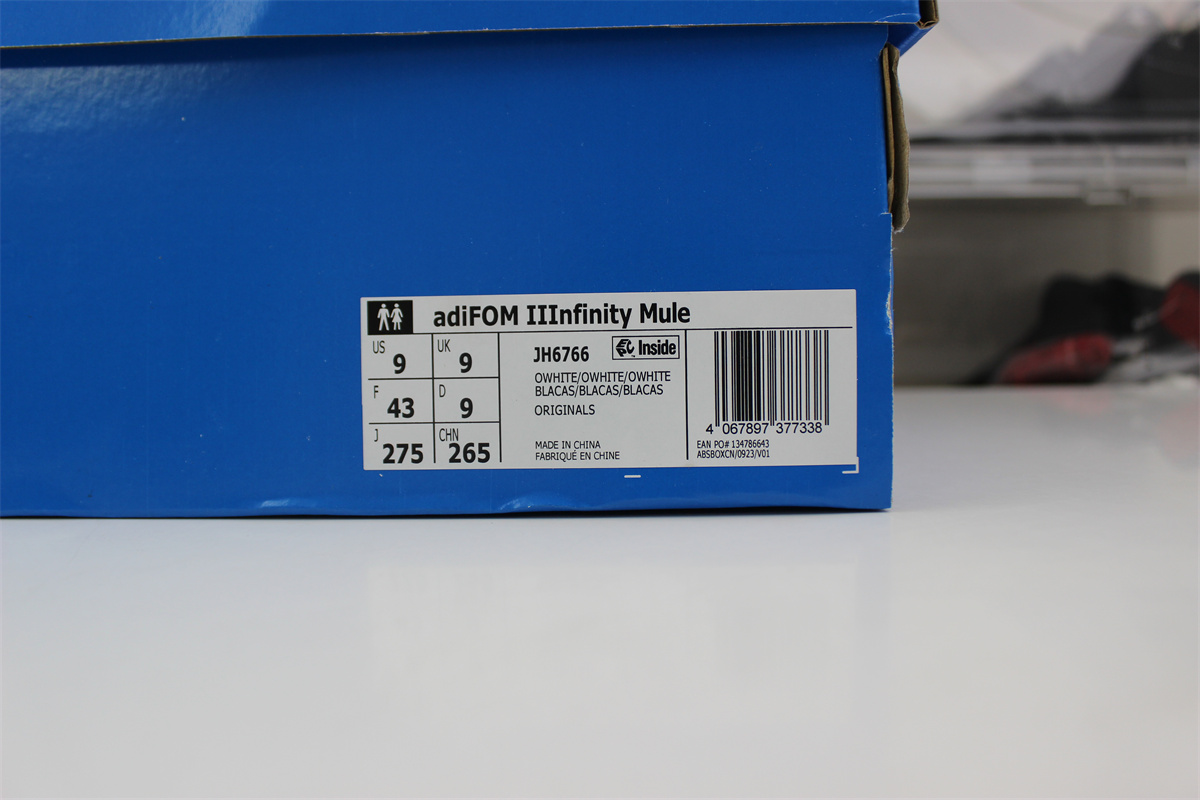 adiFOM IIInfinity Mule
US 9 UK 9
F 43 D 9
J 275 CHN 265
JH6766 Inside
OWHITE/OWHITE/OWHITE
BLACAS/BLACAS/BLACAS
ORIGINALS
MADE IN CHINA
FABRIQUÉ EN CHINE
4 067897 377338
EAN PO# 134786643
ABSBOXCN/0923/V01